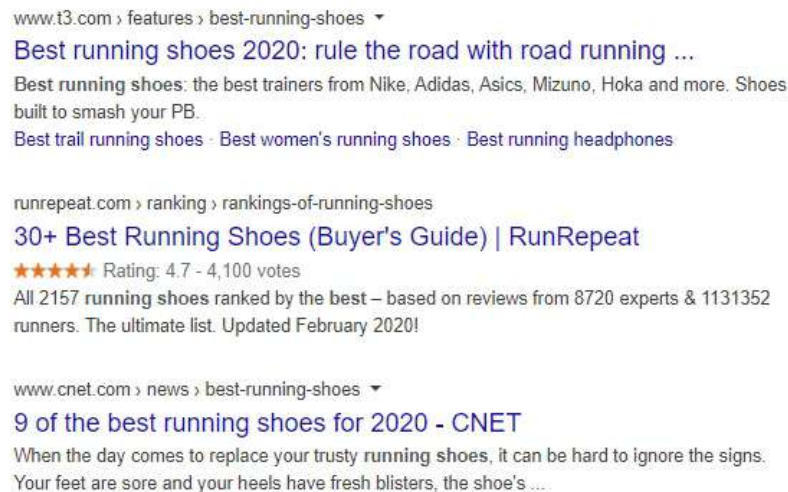 www.t3.com › features › best-running-shoes
Best running shoes 2020: rule the road with road running ...
Best running shoes: the best trainers from Nike, Adidas, Asics, Mizuno, Hoka and more. Shoes
built to smash your PB.
Best trail running shoes · Best women's running shoes · Best running headphones
runrepeat.com › ranking › rankings-of-running-shoes
30+ Best Running Shoes (Buyer's Guide) | RunRepeat
Rating: 4.7 - 4,100 votes
All 2157 running shoes ranked by the best – based on reviews from 8720 experts & 1131352
runners. The ultimate list. Updated February 2020!
www.cnet.com › news › best-running-shoes
9 of the best running shoes for 2020 - CNET
When the day comes to replace your trusty running shoes, it can be hard to ignore the signs.
Your feet are sore and your heels have fresh blisters, the shoe's ...